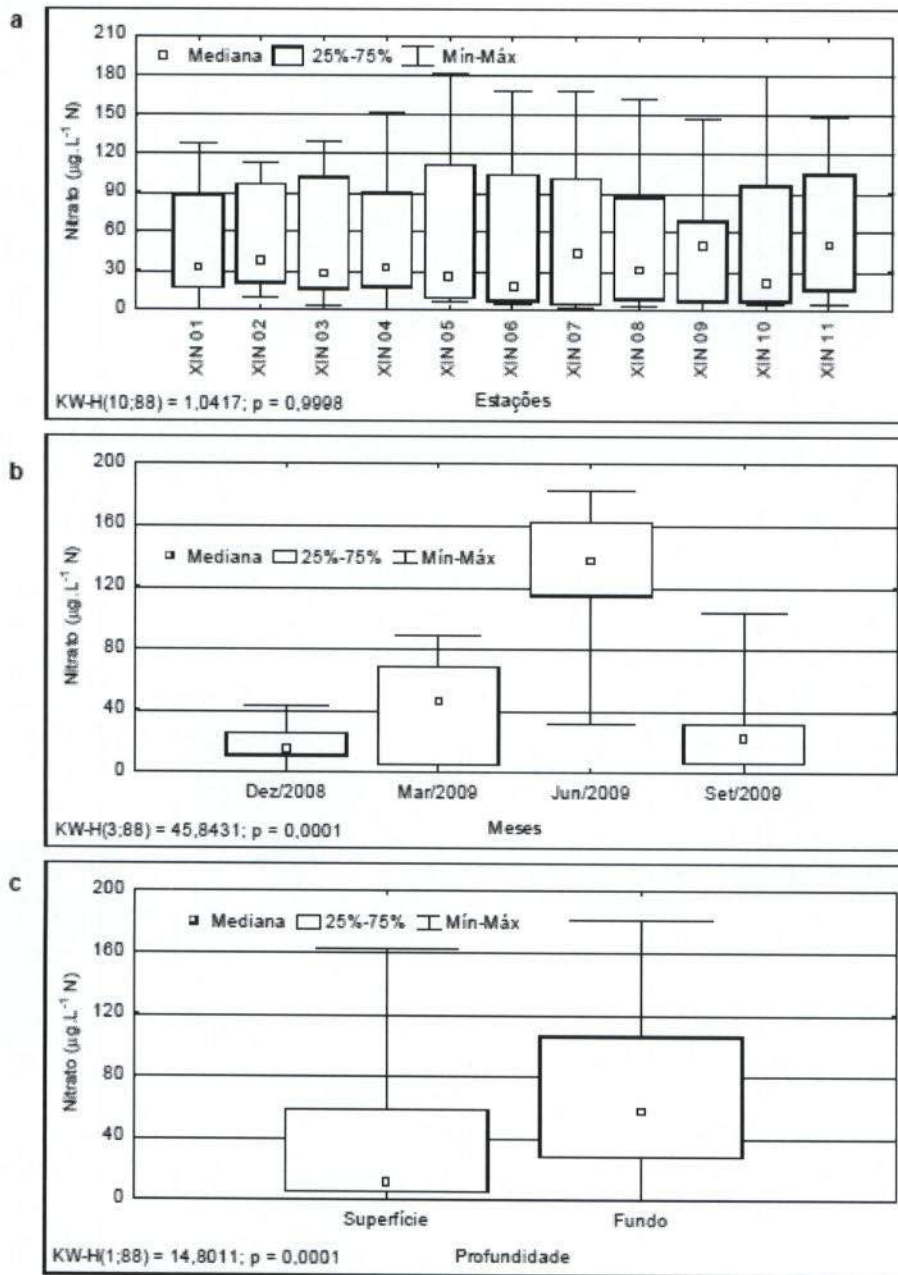 a
210
Mediana 25%-75% Mín-Máx
180
150
120
90
60
30
0
Nitrato (µg.L⁻¹ N)
XIN 01
XIN 02
XIN 03
XIN 04
XIN 05
XIN 06
XIN 07
XIN 08
XIN 09
XIN 10
XIN 11
KW-H(10;88) = 1,0417; p = 0,9998
Estações
b
200
160
Mediana 25%-75% Mín-Máx
120
80
40
0
Nitrato (µg.L⁻¹ N)
Dez/2008 Mar/2009 Jun/2009 Set/2009
KW-H(3;88) = 45,8431; p = 0,0001
Meses
c
200
Mediana 25%-75% Mín-Máx
160
120
80
40
0
Nitrato (µg.L⁻¹ N)
Superfície Fundo
KW-H(1;88) = 14,8011; p = 0,0001
Profundidade